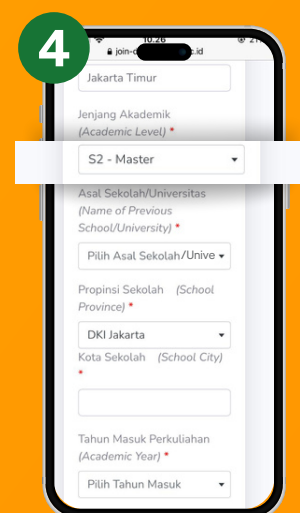 4
10.26
join-c
c.id
Jakarta Timur
Jenjang Akademik
(Academic Level) *
S2 - Master
Asal Sekolah/Universitas
(Name of Previous
School/University) *
Pilih Asal Sekolah/Unive
Propinsi Sekolah (School
Province) *
DKI Jakarta
Kota Sekolah (School City)
*
Tahun Masuk Perkuliahan
(Academic Year) *
Pilih Tahun Masuk